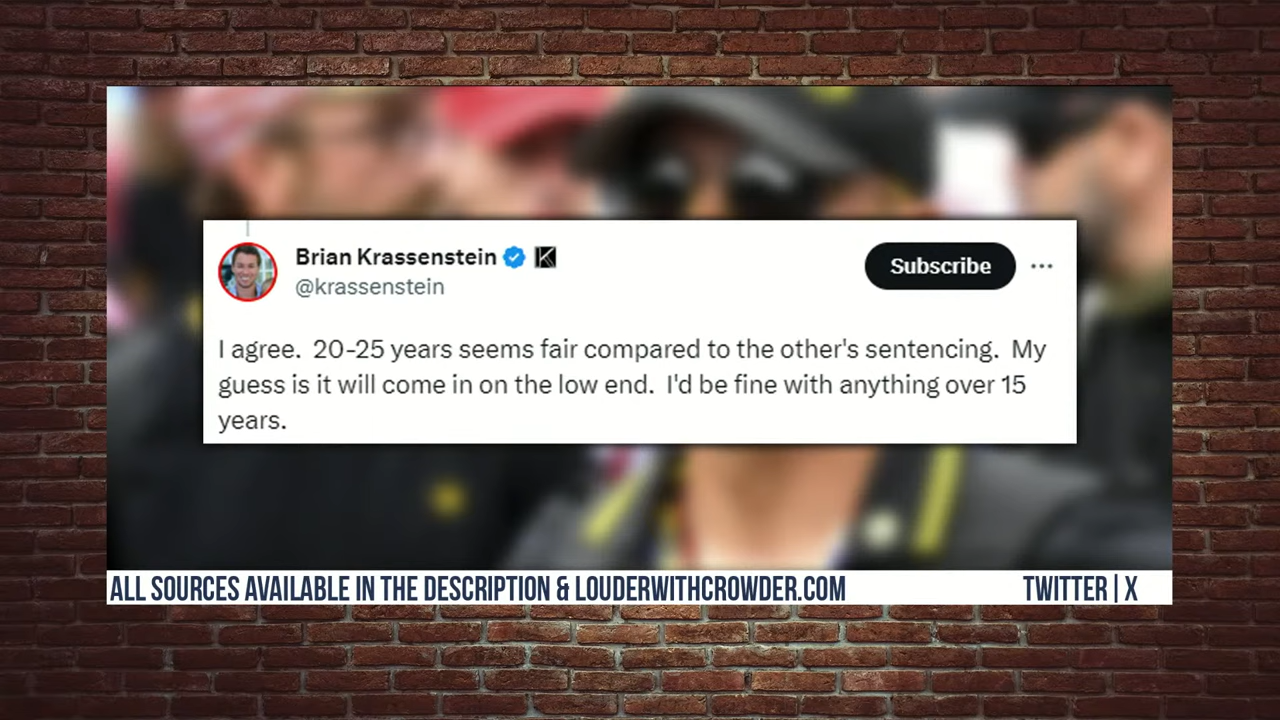 Brian Krassenstein
Subscribe
@krassenstein
I agree.  20-25 years seems fair compared to the other's sentencing.  My
guess is it will come in on the low end.  I'd be fine with anything over 15
years.
ALL SOURCES AVAILABLE IN THE DESCRIPTION & LOUDERWITHCROWDER.COM
TWITTER | X